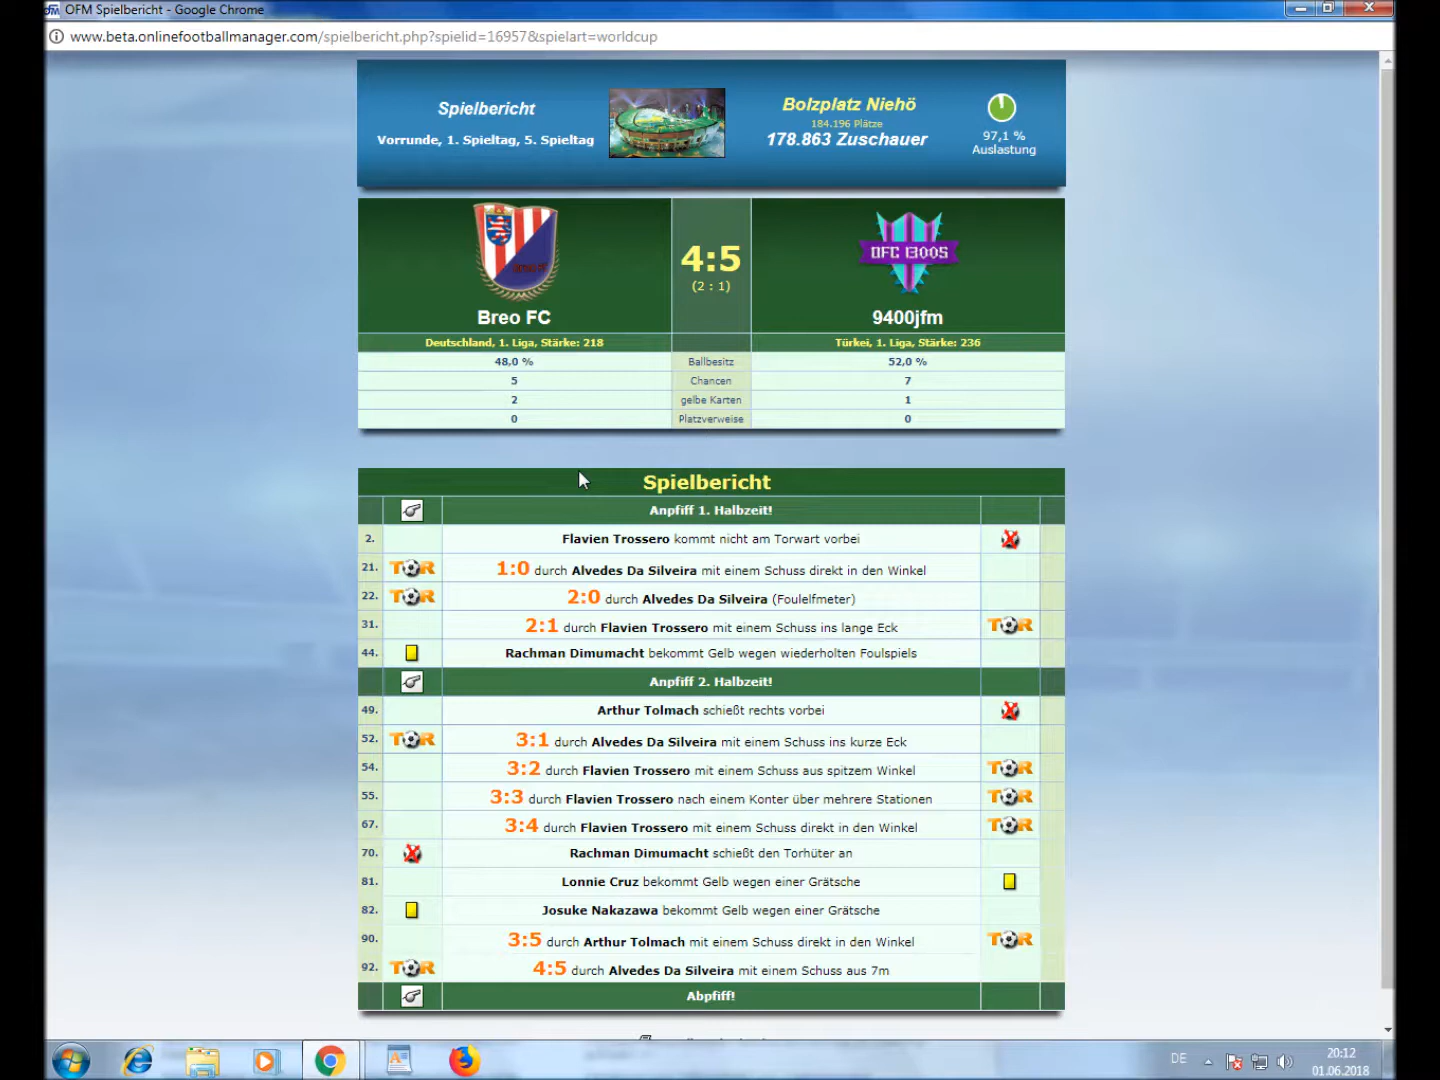 OFM Spielbericht - Google Chrome
www.beta.onlinefootballmanager.com/spielbericht.php?spielid=16957&spielart=worldcup
Spielbericht
Vorrunde, 1. Spieltag, 5. Spieltag
Bolzplatz Niehö
184.196 Plätze
178.863 Zuschauer
97,1 %
Auslastung
OFC 13005
4:5
(2 : 1)
Breo FC
9400jfm
Deutschland, 1. Liga, Stärke: 218
Türkei, 1. Liga, Stärke: 236
48,0 % Ballbesitz 52,0 %
5 Chancen 7
2 gelbe Karten 1
0 Platzverweise 0
Spielbericht
Anpfiff 1. Halbzeit!
2. Flavien Trossero kommt nicht am Torwart vorbei
21. TOR 1:0 durch Alvedes Da Silveira mit einem Schuss direkt in den Winkel
22. TOR 2:0 durch Alvedes Da Silveira (Foulelfmeter)
31. 2:1 durch Flavien Trossero mit einem Schuss ins lange Eck TOR
44. Rachman Dimumacht bekommt Gelb wegen wiederholten Foulspiels
Anpfiff 2. Halbzeit!
49. Arthur Tolmach schießt rechts vorbei
52. TOR 3:1 durch Alvedes Da Silveira mit einem Schuss ins kurze Eck
54. 3:2 durch Flavien Trossero mit einem Schuss aus spitzem Winkel TOR
55. 3:3 durch Flavien Trossero nach einem Konter über mehrere Stationen TOR
67. 3:4 durch Flavien Trossero mit einem Schuss direkt in den Winkel TOR
70. Rachman Dimumacht schießt den Torhüter an
81. Lonnie Cruz bekommt Gelb wegen einer Grätsche
82. Josuke Nakazawa bekommt Gelb wegen einer Grätsche
90. 3:5 durch Arthur Tolmach mit einem Schuss direkt in den Winkel TOR
92. TOR 4:5 durch Alvedes Da Silveira mit einem Schuss aus 7m
Abpfiff!
DE
20:12
01.06.2018